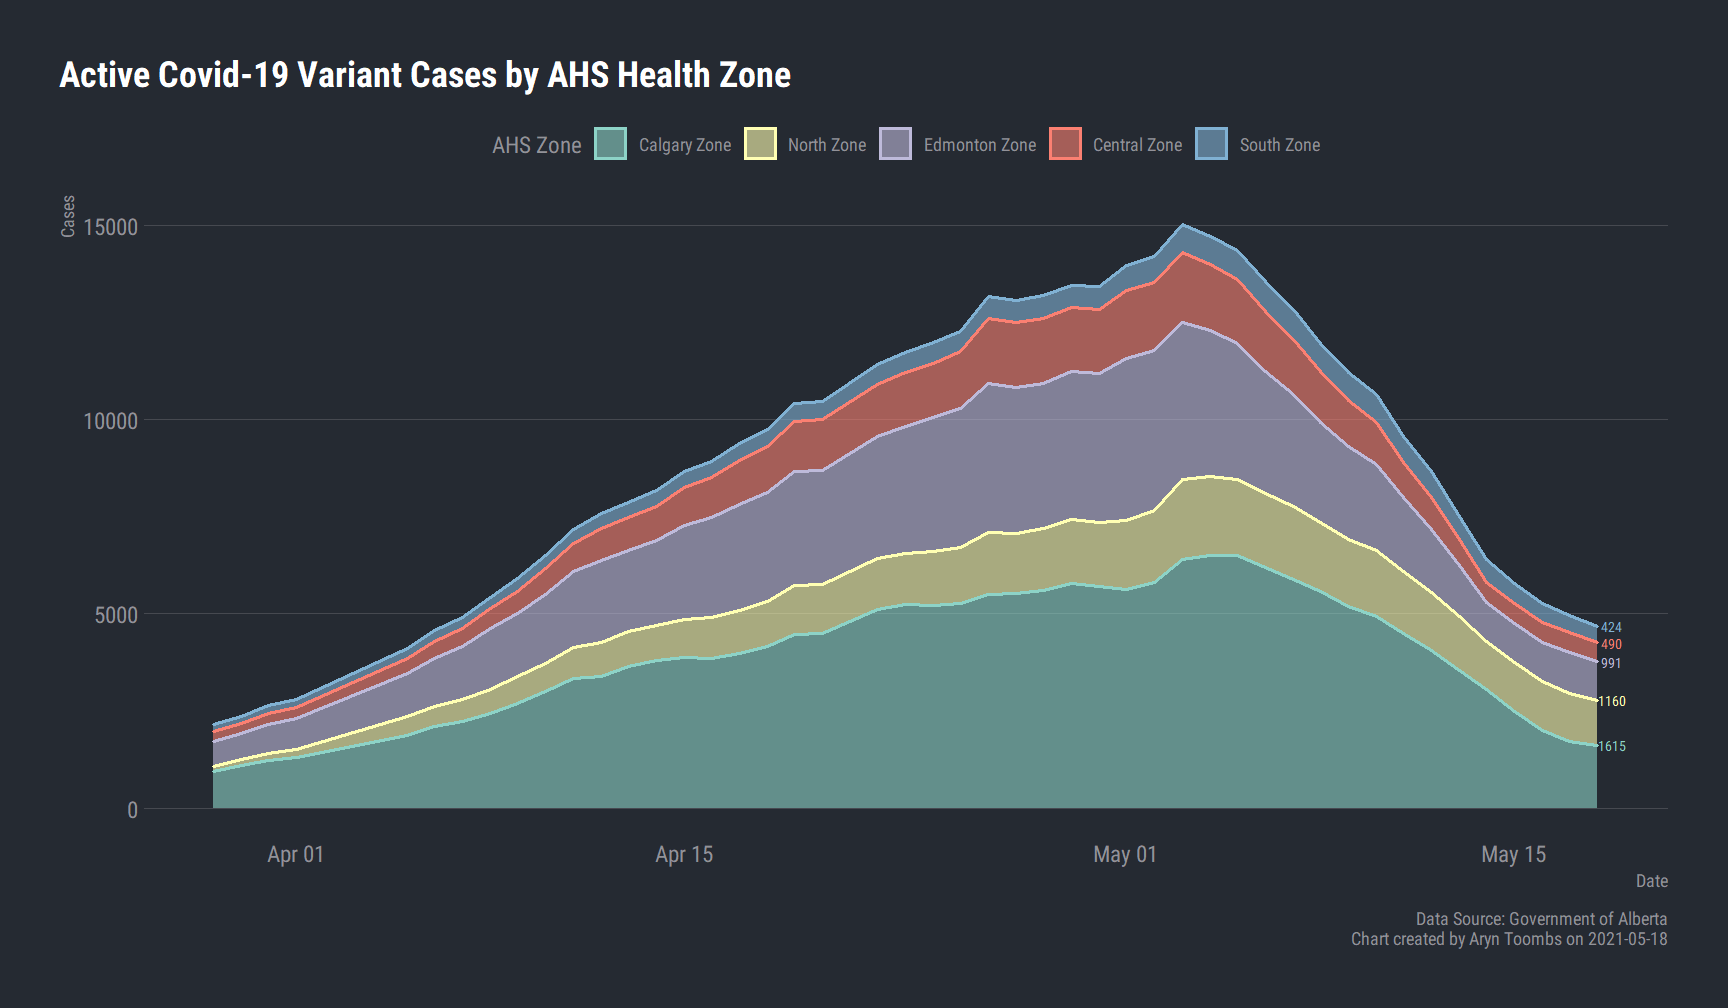 Active Covid-19 Variant Cases by AHS Health Zone
AHS Zone Calgary Zone North Zone Edmonton Zone Central Zone South Zone
Cases
15000
10000
5000
0
424
490
991
1160
1615
Apr 01 Apr 15 May 01 May 15
Date
Data Source: Government of Alberta
Chart created by Aryn Toombs on 2021-05-18